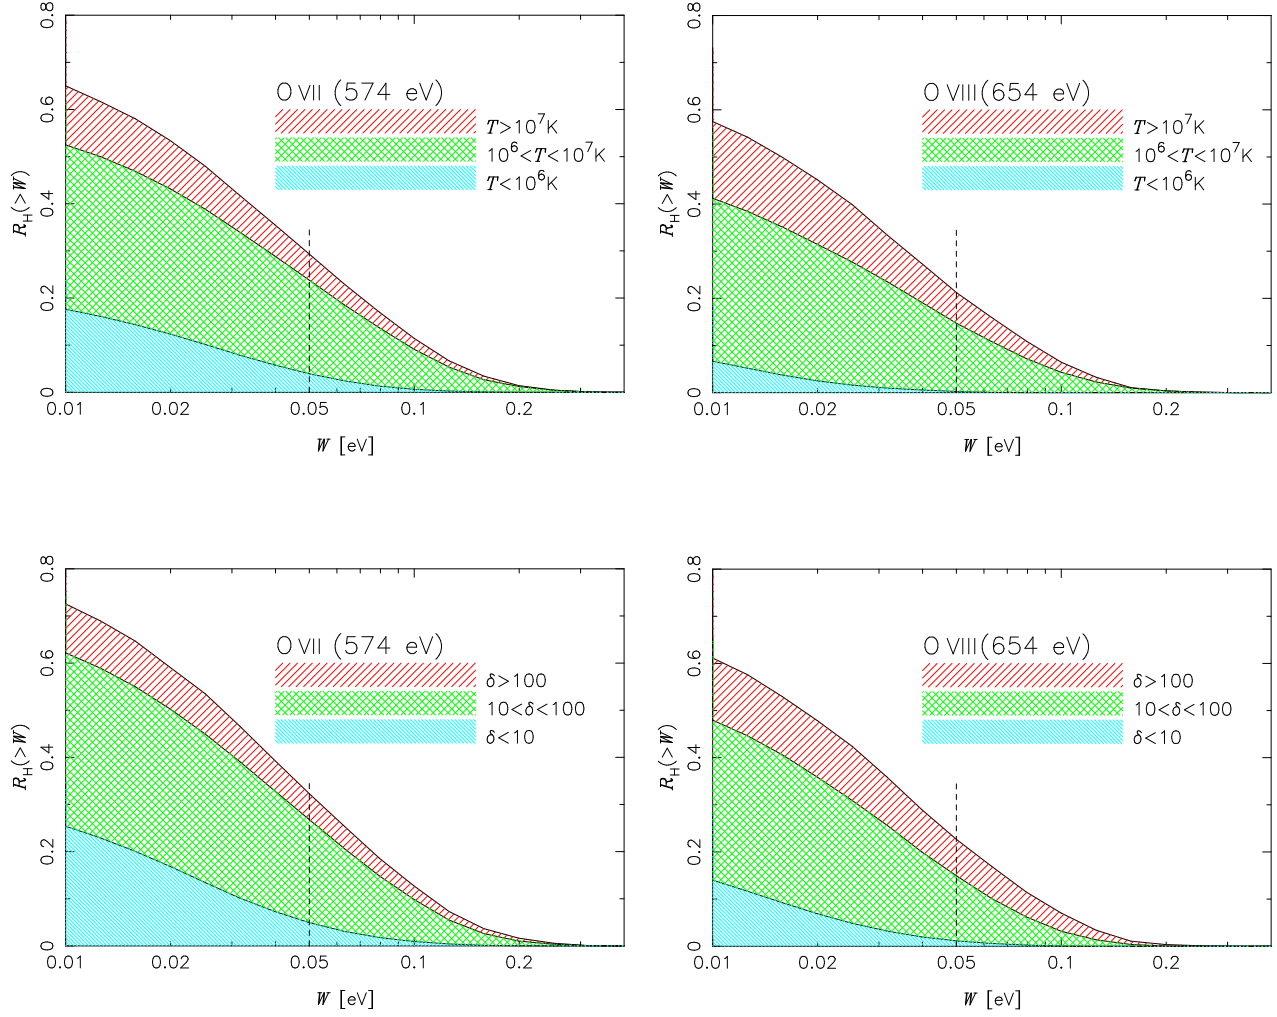 0.8
0.6
0.4
0.2
0
R_H(>W)
O VII (574 eV)
T>10^7K
10^6<T<10^7K
T<10^6K
0.01 0.02 0.05 0.1 0.2
W [eV]
0.8
0.6
0.4
0.2
0
R_H(>W)
O VIII(654 eV)
T>10^7K
10^6<T<10^7K
T<10^6K
0.01 0.02 0.05 0.1 0.2
W [eV]
0.8
0.6
0.4
0.2
0
R_H(>W)
O VII (574 eV)
δ>100
10<δ<100
δ<10
0.01 0.02 0.05 0.1 0.2
W [eV]
0.8
0.6
0.4
0.2
0
R_H(>W)
O VIII(654 eV)
δ>100
10<δ<100
δ<10
0.01 0.02 0.05 0.1 0.2
W [eV]